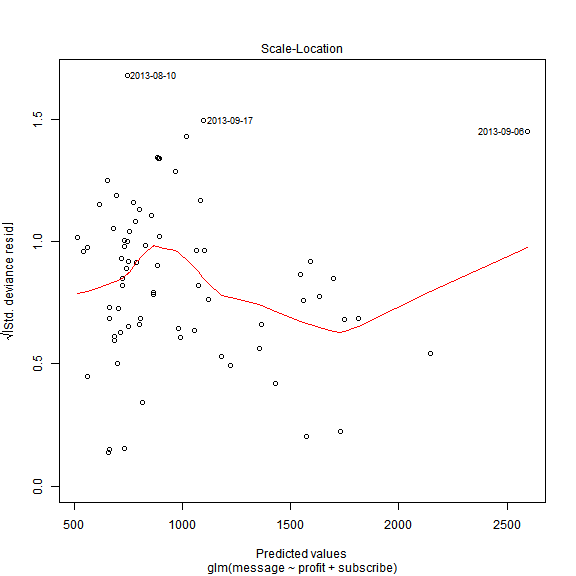 Scale-Location
2013-08-10
2013-09-17
2013-09-06
√|Std. deviance resid.|
1.5
1.0
0.5
0.0
500 1000 1500 2000 2500
Predicted values
glm(message ~ profit + subscribe)